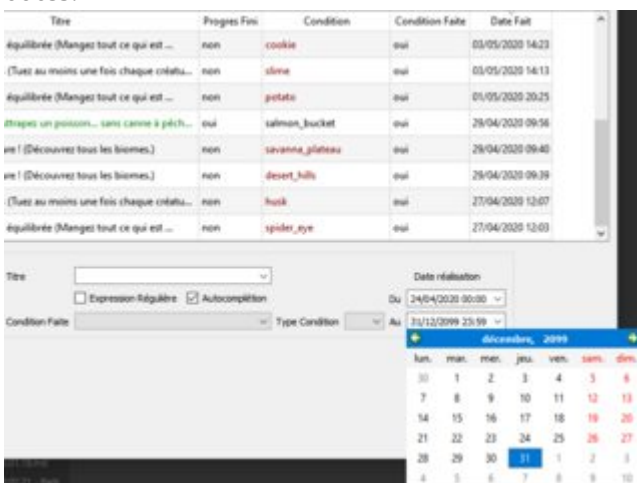 Titre Progres Fini Condition Condition Faite Date Fait
équilibrée (Mangez tout ce qui est ... non cookie oui 03/05/2020 14:23
(Tuez au moins une fois chaque créatu... non slime oui 03/05/2020 14:13
équilibrée (Mangez tout ce qui est ... non potato oui 01/05/2020 20:25
ttrapez un poisson... sans canne à pêch... oui salmon_bucket oui 29/04/2020 09:56
ure ! (Découvrez tous les biomes.) non savanna_plateau oui 29/04/2020 09:40
ure ! (Découvrez tous les biomes.) non desert_hills oui 29/04/2020 09:39
(Tuez au moins une fois chaque créatu... non husk oui 27/04/2020 12:07
équilibrée (Mangez tout ce qui est ... non spider_eye oui 27/04/2020 12:03
Titre Date réalisation
Expression Régulière Autocomplétion Du 24/04/2020 00:00
Condition Faite Type Condition Au 31/12/2099 23:59
décembre, 2099
lun. mar. mer. jeu. ven. sam. dim.
30 1 2 3 4 5 6
7 8 9 10 11 12 13
14 15 16 17 18 19 20
21 22 23 24 25 26 27
28 29 30 31 1 2 3
4 5 6 7 8 9 10